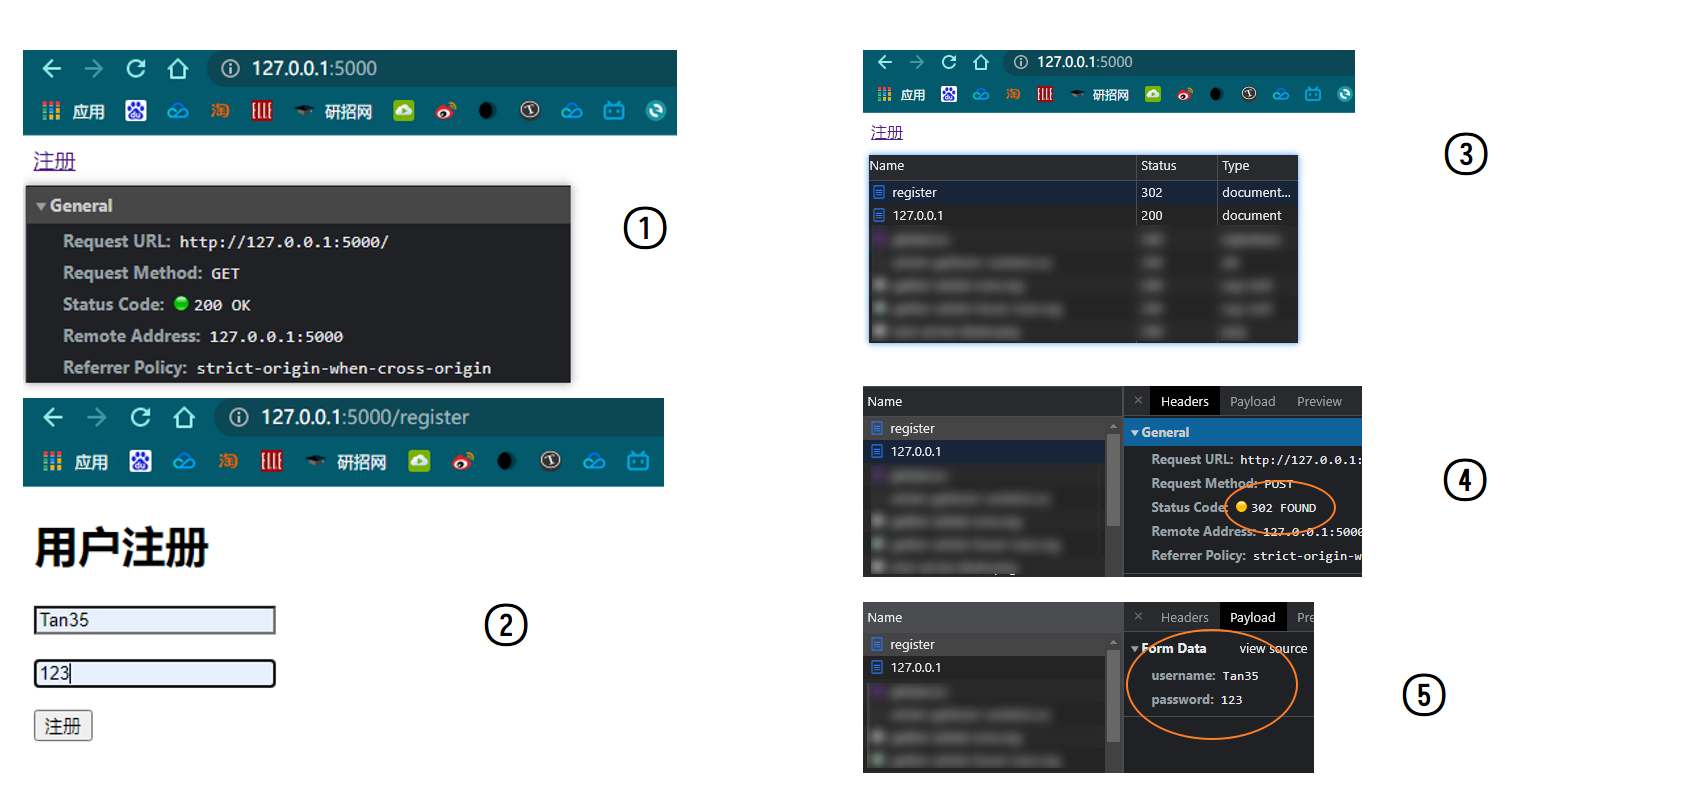 127.0.0.1:5000
应用
研招网
注册
General
Request URL: http://127.0.0.1:5000/
Request Method: GET
Status Code: 200 OK
Remote Address: 127.0.0.1:5000
Referrer Policy: strict-origin-when-cross-origin
①
127.0.0.1:5000/register
应用
研招网
用户注册
Tan35
123
注册
②
127.0.0.1:5000
应用
研招网
注册
Name Status Type
register 302 document...
127.0.0.1 200 document
③
Name
register
127.0.0.1
× Headers Payload Preview
General
Request URL: http://127.0.0.1:
Request Method: POST
Status Code: 302 FOUND
Remote Address: 127.0.0.1:5000
Referrer Policy: strict-origin-w
④
Name
register
127.0.0.1
× Headers Payload Pre
Form Data view source
username: Tan35
password: 123
⑤